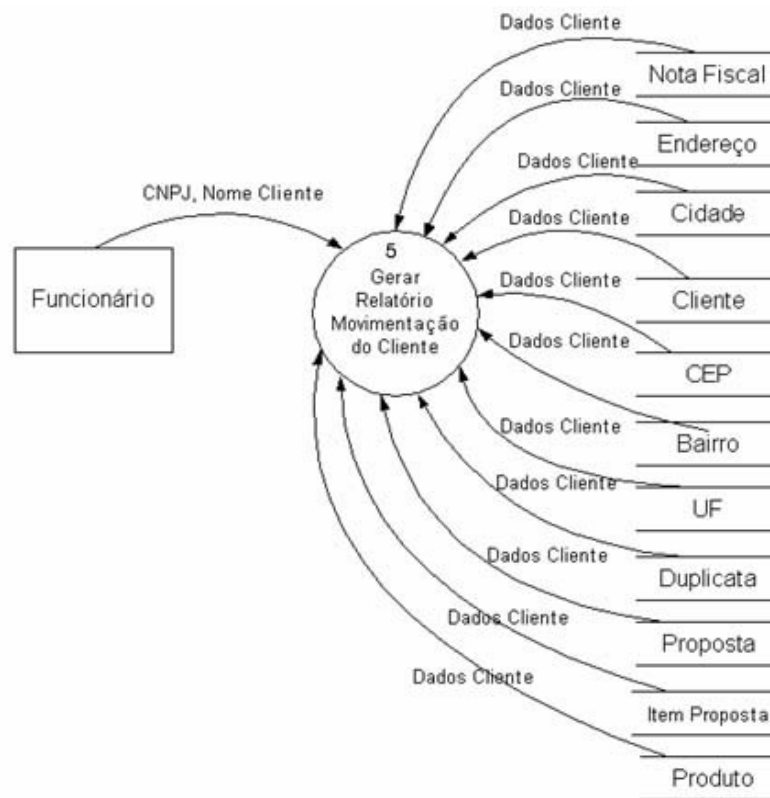 Dados Cliente
Nota Fiscal
Dados Cliente
Endereço
Dados Cliente
CNPJ, Nome Cliente
Cidade
Dados Cliente
5
Gerar
Relatório
Movimentação
do Cliente
Funcionário
Cliente
Dados Cliente
Dados Cliente
CEP
Bairro
Dados Cliente
UF
Dados Cliente
Duplicata
Dados Cliente
Proposta
Dados Cliente
Item Proposta
Dados Cliente
Produto